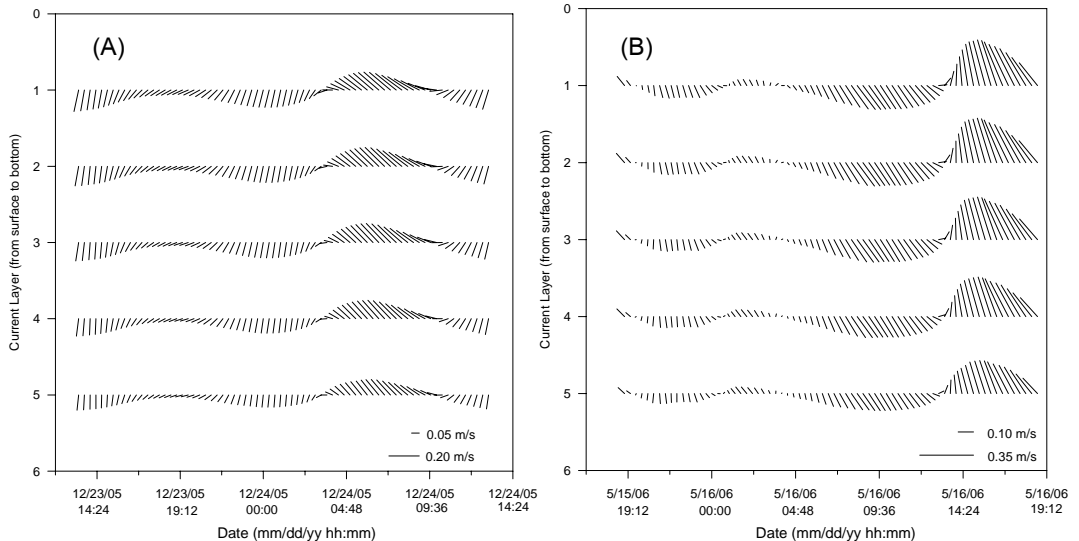 0
(A)
1
2
3
4
5
6
Current Layer (from surface to bottom)
0.05 m/s
0.20 m/s
12/23/05 12/23/05 12/24/05 12/24/05 12/24/05 12/24/05
14:24 19:12 00:00 04:48 09:36 14:24
Date (mm/dd/yy hh:mm)
0
(B)
1
2
3
4
5
6
Current Layer (from surface to bottom)
0.10 m/s
0.35 m/s
5/15/06 5/16/06 5/16/06 5/16/06 5/16/06 5/16/06
19:12 00:00 04:48 09:36 14:24 19:12
Date (mm/dd/yy hh:mm)